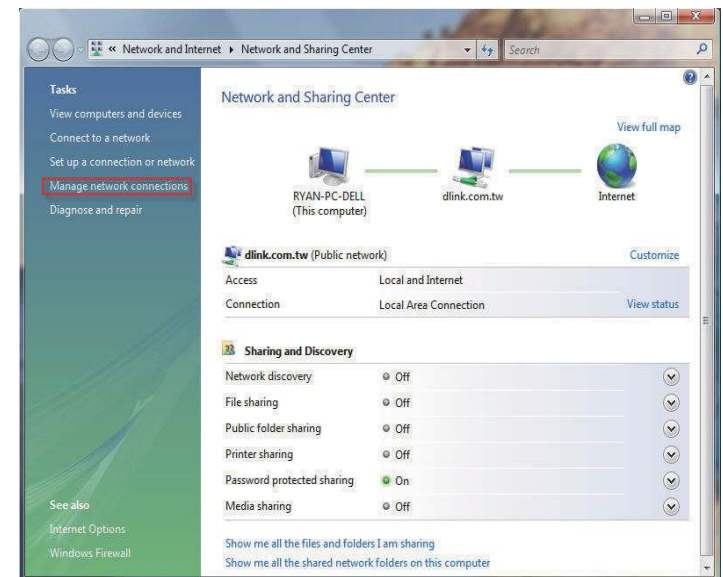 « Network and Internet ▸ Network and Sharing Center
Search
Tasks
View computers and devices
Connect to a network
Set up a connection or network
Manage network connections
Diagnose and repair
See also
Internet Options
Windows Firewall
Network and Sharing Center
View full map
RYAN-PC-DELL
(This computer)
dlink.com.tw
Internet
dlink.com.tw (Public network)
Customize
Access Local and Internet
Connection Local Area Connection View status
Sharing and Discovery
Network discovery Off
File sharing Off
Public folder sharing Off
Printer sharing Off
Password protected sharing On
Media sharing Off
Show me all the files and folders I am sharing
Show me all the shared network folders on this computer